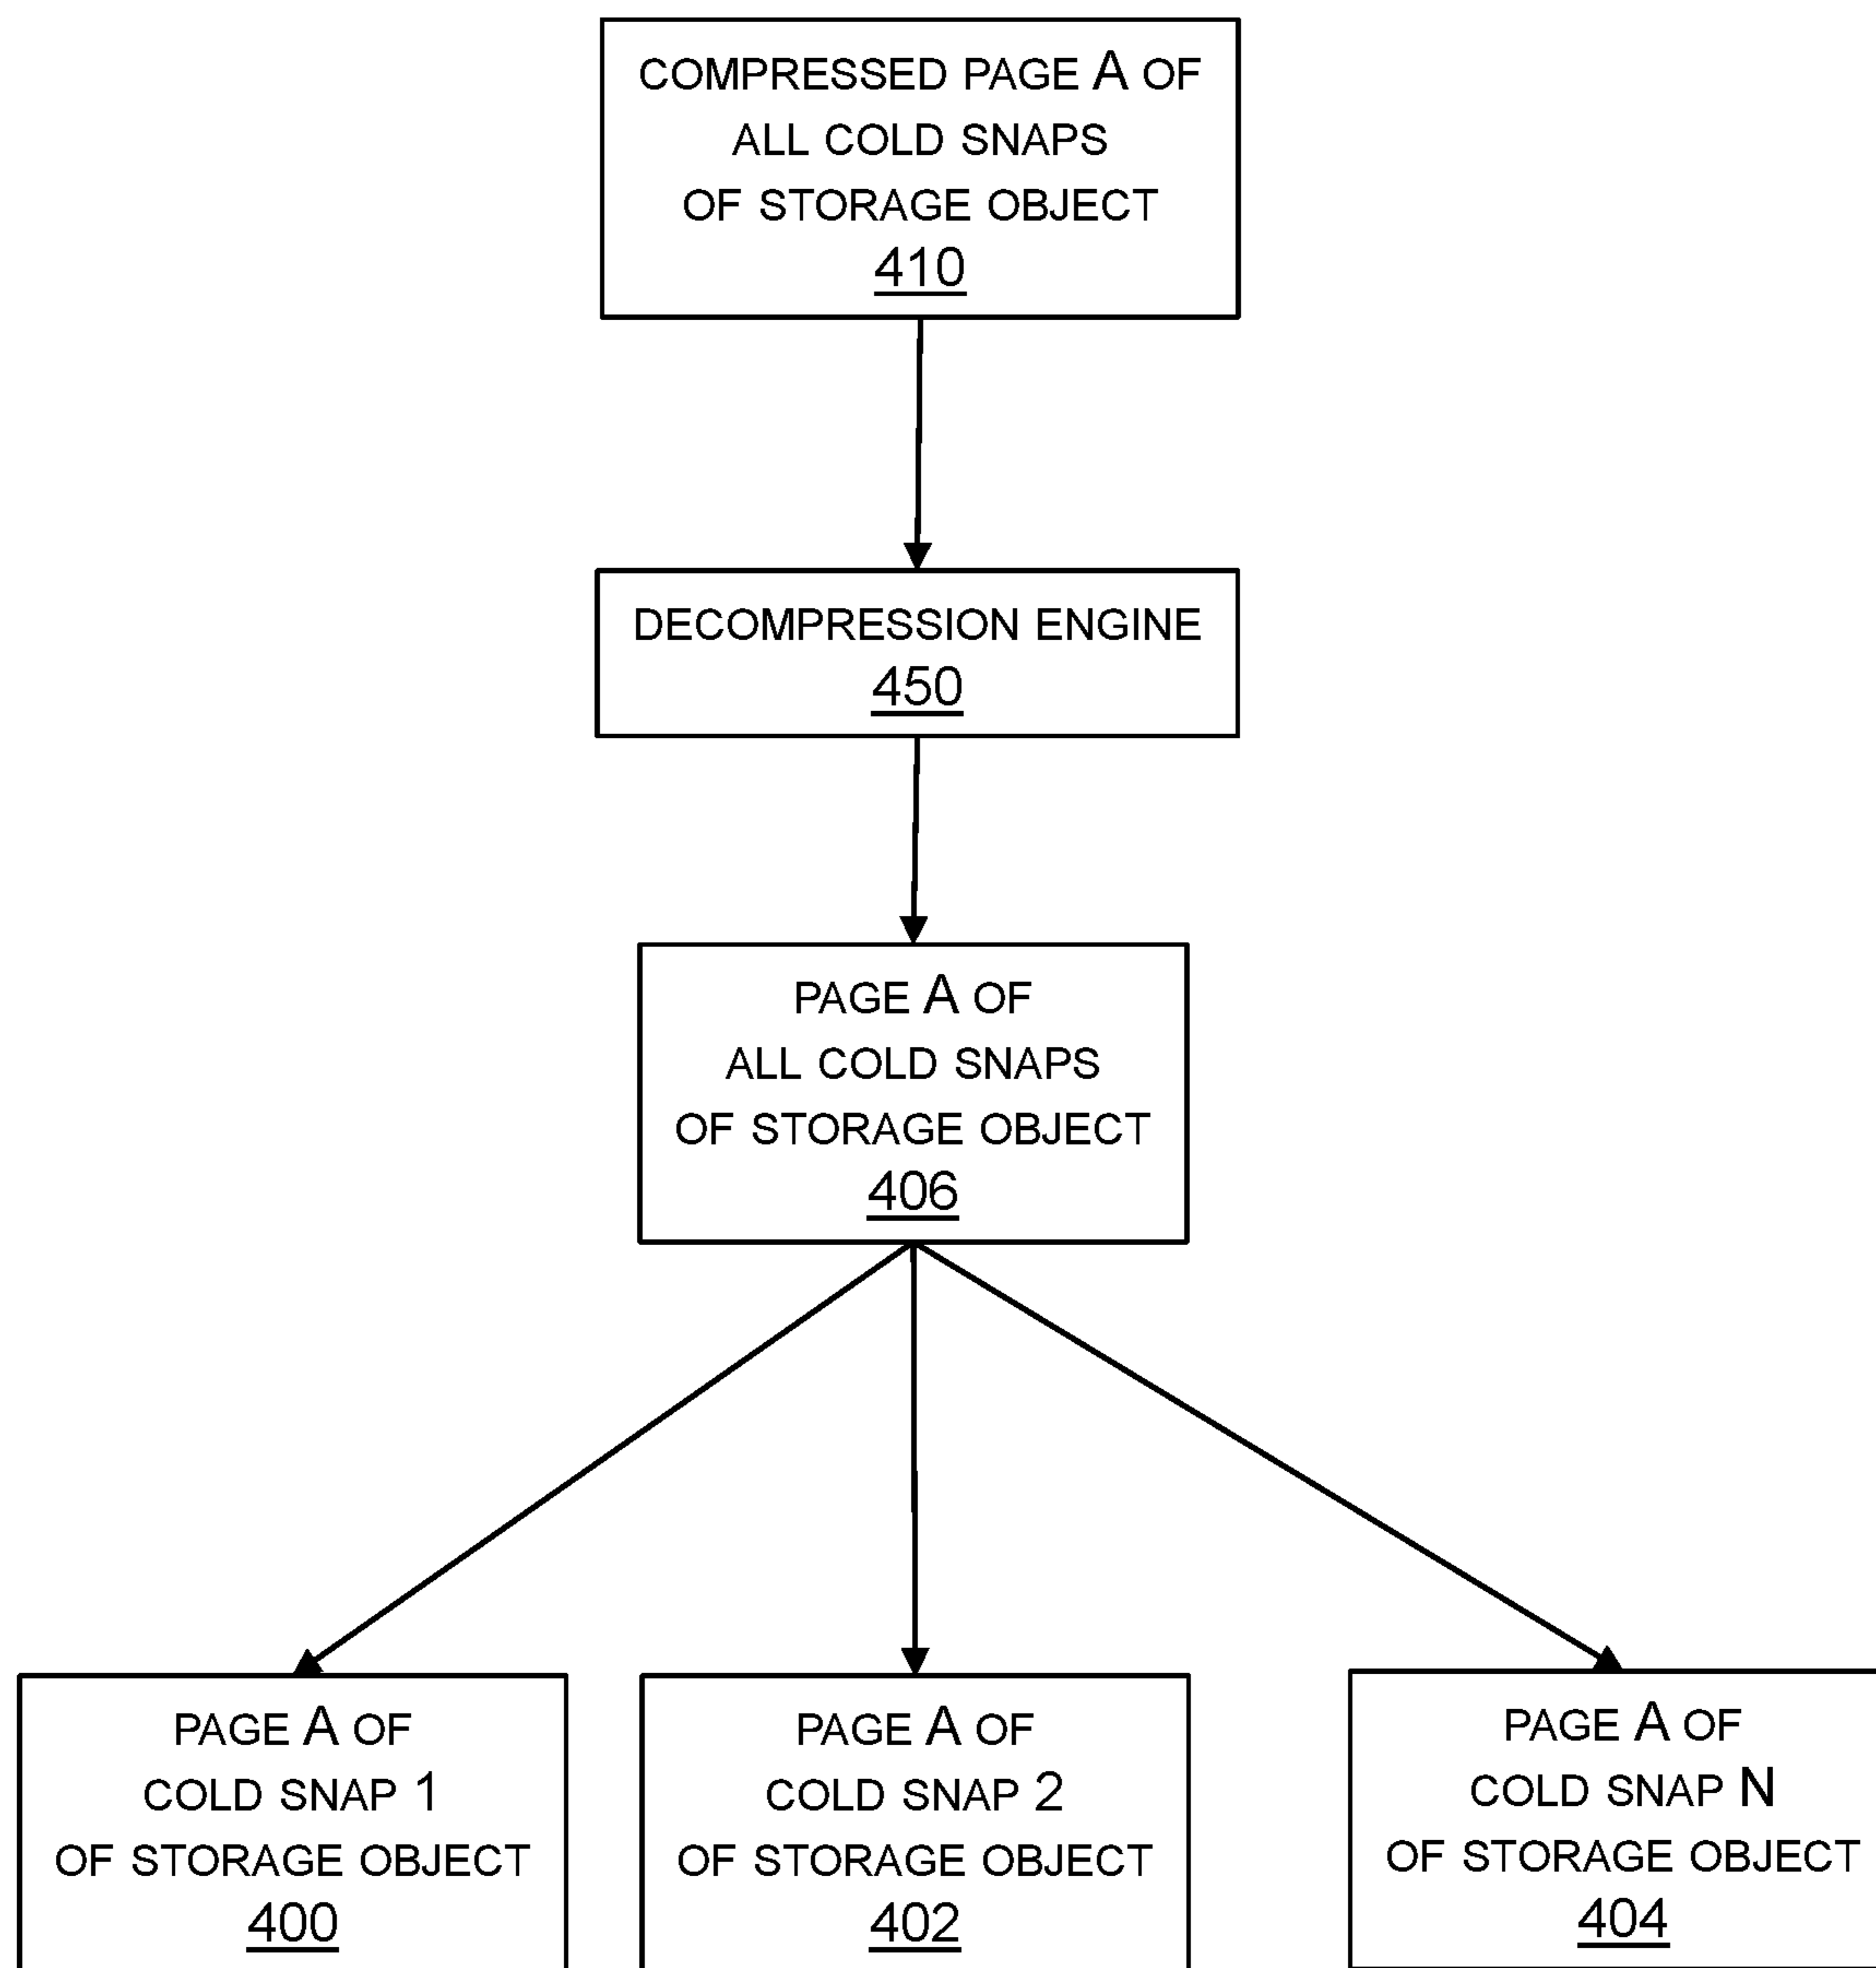 COMPRESSED PAGE A OF
ALL COLD SNAPS
OF STORAGE OBJECT
410
DECOMPRESSION ENGINE
450
PAGE A OF
ALL COLD SNAPS
OF STORAGE OBJECT
406
PAGE A OF
COLD SNAP 1
OF STORAGE OBJECT
400
PAGE A OF
COLD SNAP 2
OF STORAGE OBJECT
402
PAGE A OF
COLD SNAP N
OF STORAGE OBJECT
404